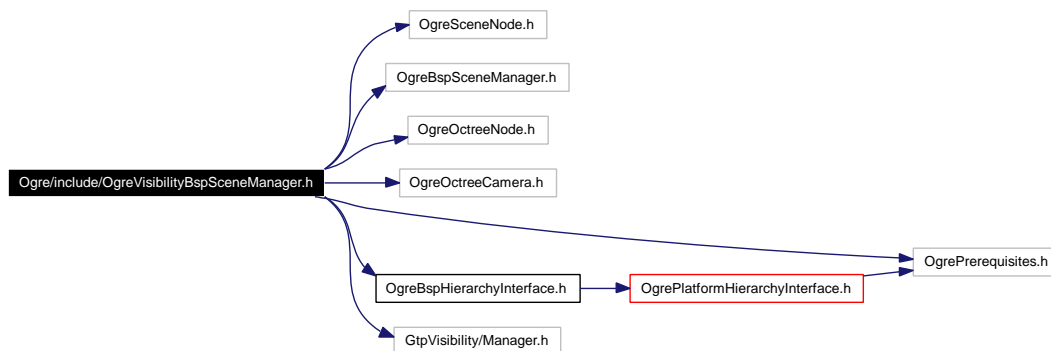 OgreSceneNode.h
OgreBspSceneManager.h
OgreOctreeNode.h
Ogre/include/OgreVisibilityBspSceneManager.h
OgreOctreeCamera.h
OgrePrerequisites.h
OgreBspHierarchyInterface.h
OgrePlatformHierarchyInterface.h
GtpVisibility/Manager.h